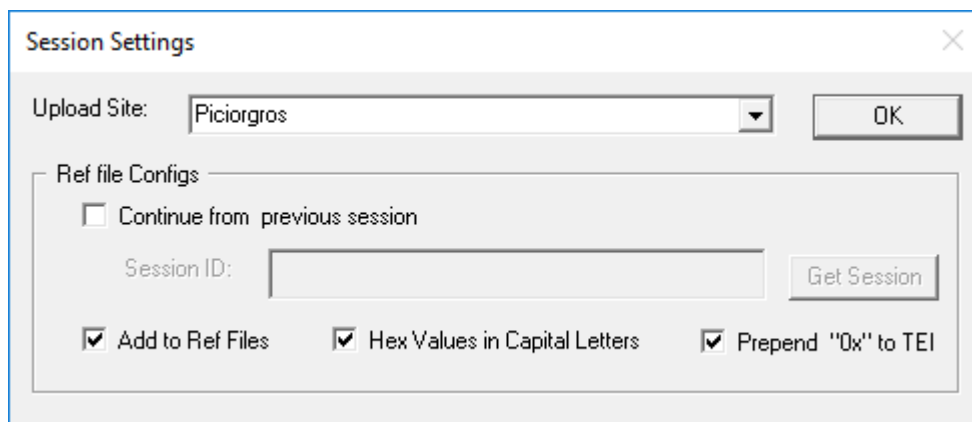 Session Settings
Upload Site: Piciorgros OK
Ref file Configs
Continue from previous session
Session ID: Get Session
Add to Ref Files Hex Values in Capital Letters Prepend "0x" to TEI